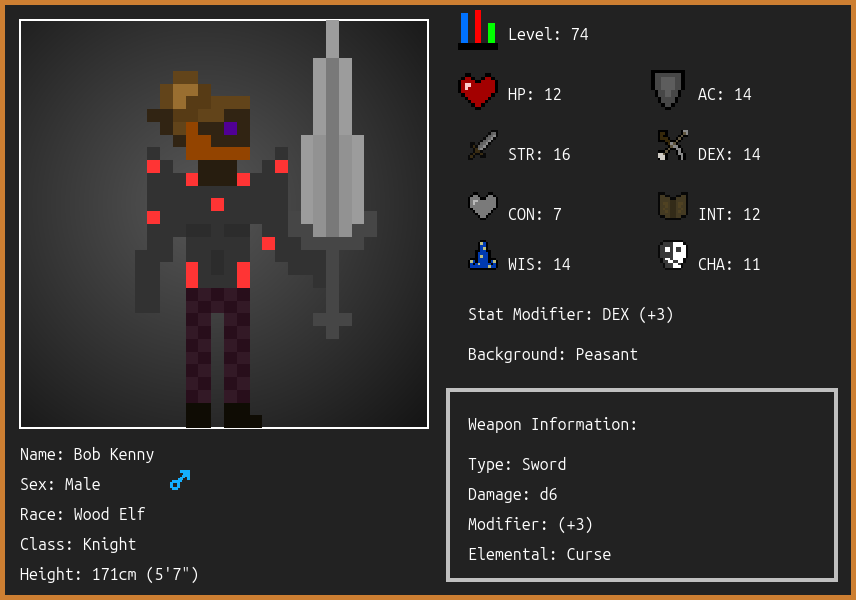 Level: 74
HP: 12
AC: 14
STR: 16
DEX: 14
CON: 7
INT: 12
WIS: 14
CHA: 11
Stat Modifier: DEX (+3)
Background: Peasant
Weapon Information:
Type: Sword
Damage: d6
Modifier: (+3)
Elemental: Curse
Name: Bob Kenny
Sex: Male
Race: Wood Elf
Class: Knight
Height: 171cm (5'7")